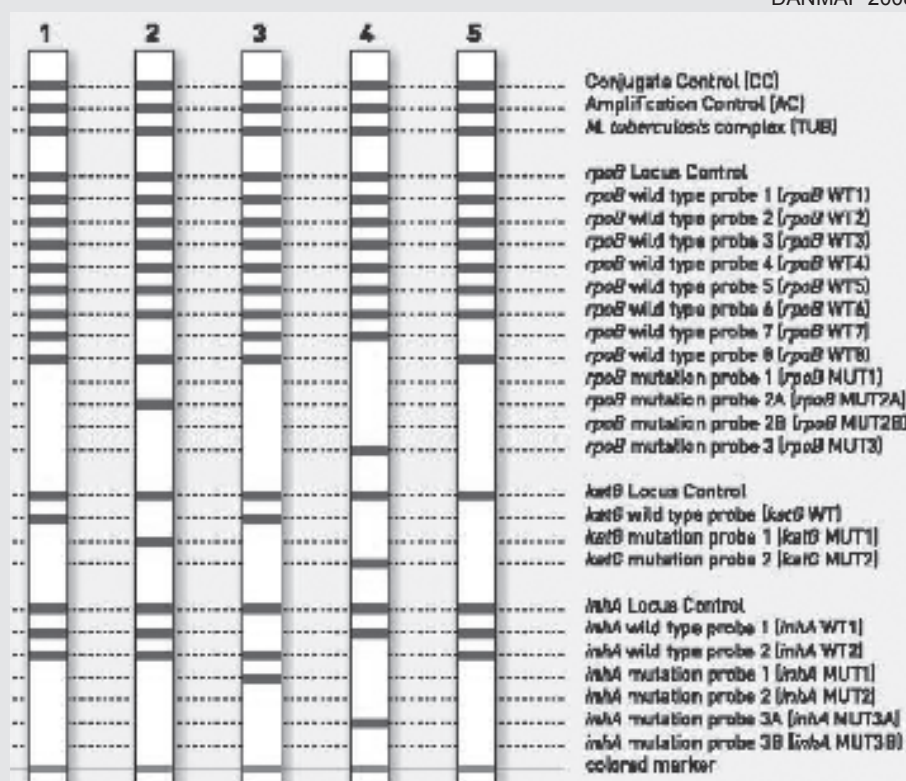 1 2 3 4 5
Conjugate Control (CC)
Amplification Control (AC)
M. tuberculosis complex (TUB)
rpoB Locus Control
rpoB wild type probe 1 (rpoB WT1)
rpoB wild type probe 2 (rpoB WT2)
rpoB wild type probe 3 (rpoB WT3)
rpoB wild type probe 4 (rpoB WT4)
rpoB wild type probe 5 (rpoB WT5)
rpoB wild type probe 6 (rpoB WT6)
rpoB wild type probe 7 (rpoB WT7)
rpoB wild type probe 8 (rpoB WT8)
rpoB mutation probe 1 (rpoB MUT1)
rpoB mutation probe 2A (rpoB MUT2A)
rpoB mutation probe 2B (rpoB MUT2B)
rpoB mutation probe 3 (rpoB MUT3)
katG Locus Control
katG wild type probe (katG WT)
katG mutation probe 1 (katG MUT1)
katG mutation probe 2 (katG MUT2)
inhA Locus Control
inhA wild type probe 1 (inhA WT1)
inhA wild type probe 2 (inhA WT2)
inhA mutation probe 1 (inhA MUT1)
inhA mutation probe 2 (inhA MUT2)
inhA mutation probe 3A (inhA MUT3A)
inhA mutation probe 3B (inhA MUT3B)
colored marker